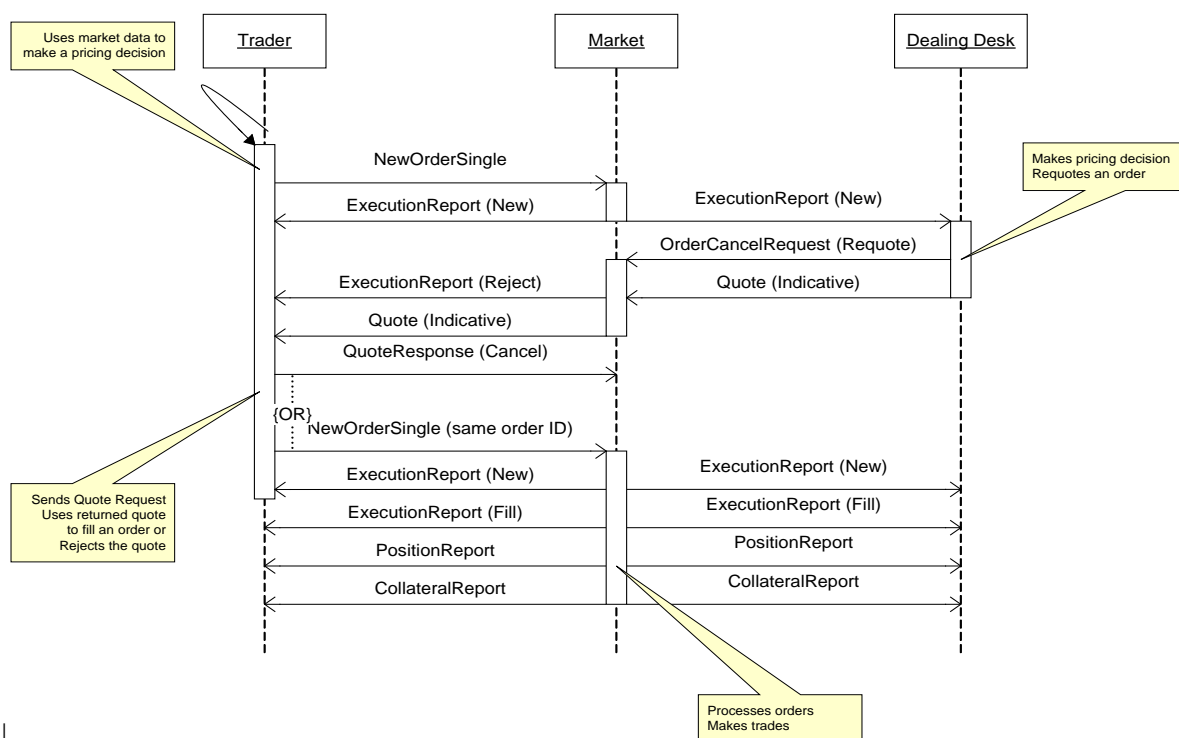 Uses market data to
make a pricing decision
Trader
Market
Dealing Desk
NewOrderSingle
Makes pricing decision
Requotes an order
ExecutionReport (New)
ExecutionReport (New)
OrderCancelRequest (Requote)
ExecutionReport (Reject)
Quote (Indicative)
Quote (Indicative)
QuoteResponse (Cancel)
{OR}
NewOrderSingle (same order ID)
ExecutionReport (New)
ExecutionReport (New)
Sends Quote Request
Uses returned quote
to fill an order or
Rejects the quote
ExecutionReport (Fill)
ExecutionReport (Fill)
PositionReport
PositionReport
CollateralReport
CollateralReport
Processes orders
Makes trades